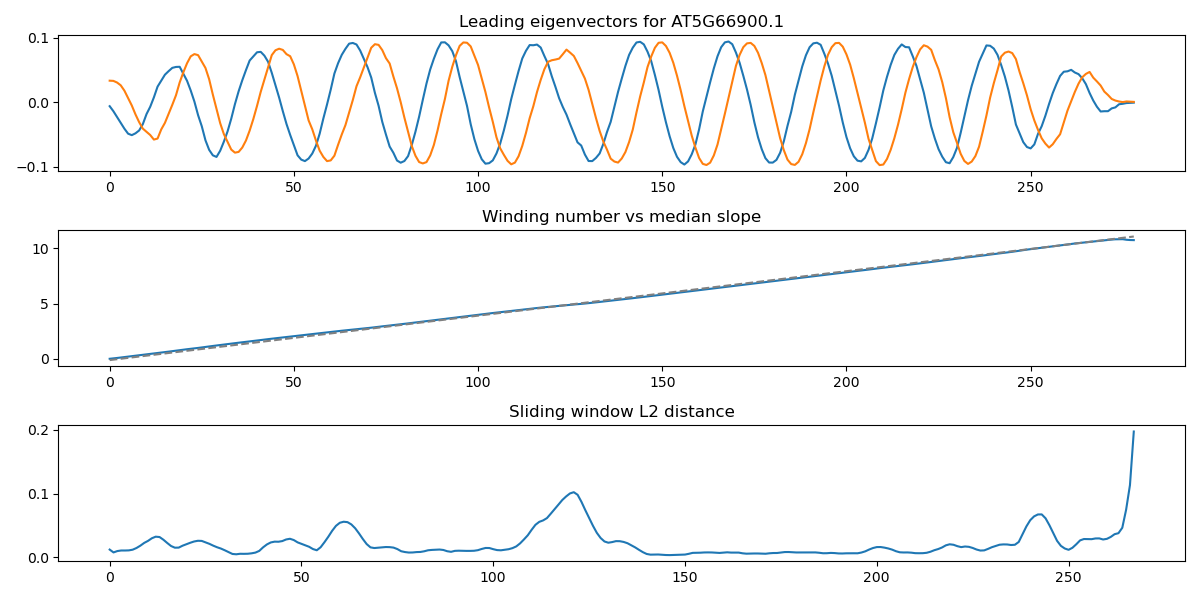 Leading eigenvectors for AT5G66900.1
0.1
0.0
−0.1
0 50 100 150 200 250
Winding number vs median slope
10
5
0
0 50 100 150 200 250
Sliding window L2 distance
0.2
0.1
0.0
0 50 100 150 200 250